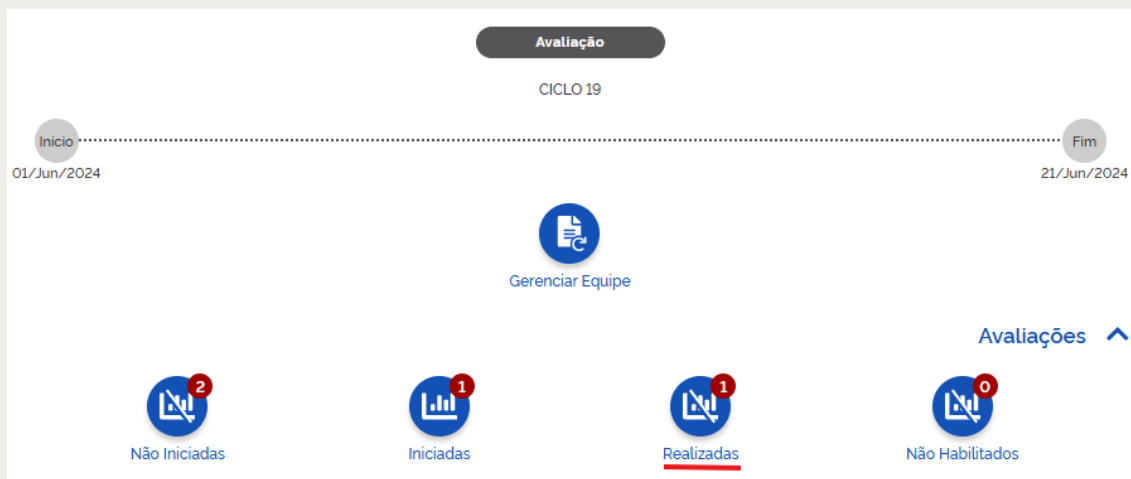 Avaliação
CICLO 19
Início
Fim
01/Jun/2024
21/Jun/2024
Gerenciar Equipe
Avaliações
2
1
1
0
Não Iniciadas
Iniciadas
Realizadas
Não Habilitados